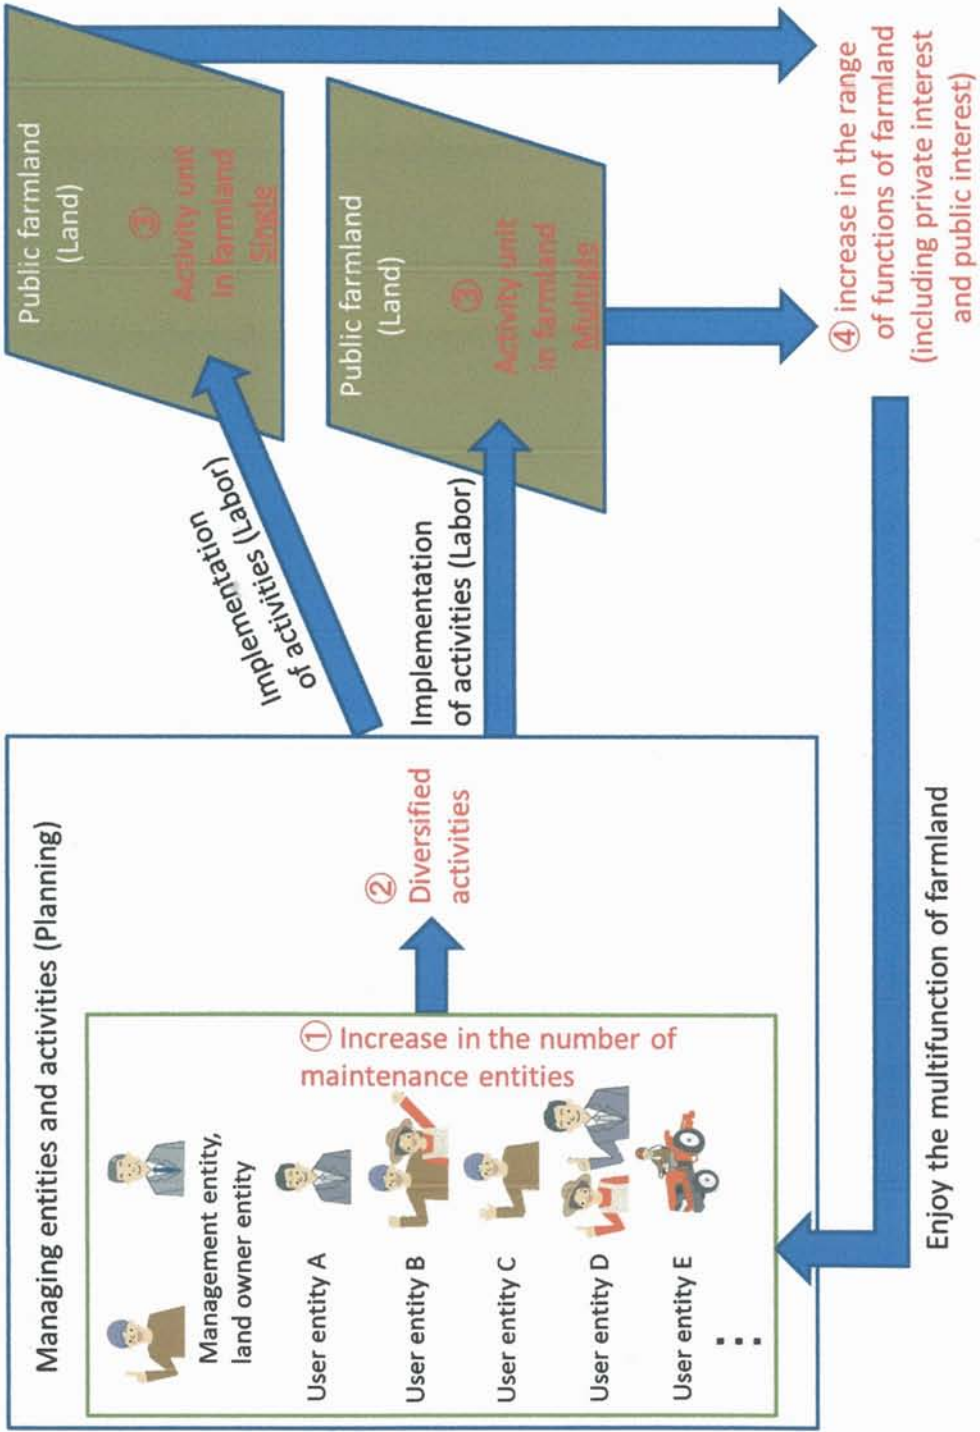 Managing entities and activities (Planning)
Management entity,
land owner entity
User entity A
User entity B
User entity C
User entity D
User entity E
⋮
① Increase in the number of
maintenance entities
②
Diversified
activities
Implementation
of activities (Labor)
Implementation
of activities (Labor)
Public farmland
(Land)
③
Activity unit
in farmland
Single
Public farmland
(Land)
③
Activity unit
in farmland
Multiple
④ increase in the range
of functions of farmland
(including private interest
and public interest)
Enjoy the multifunction of farmland